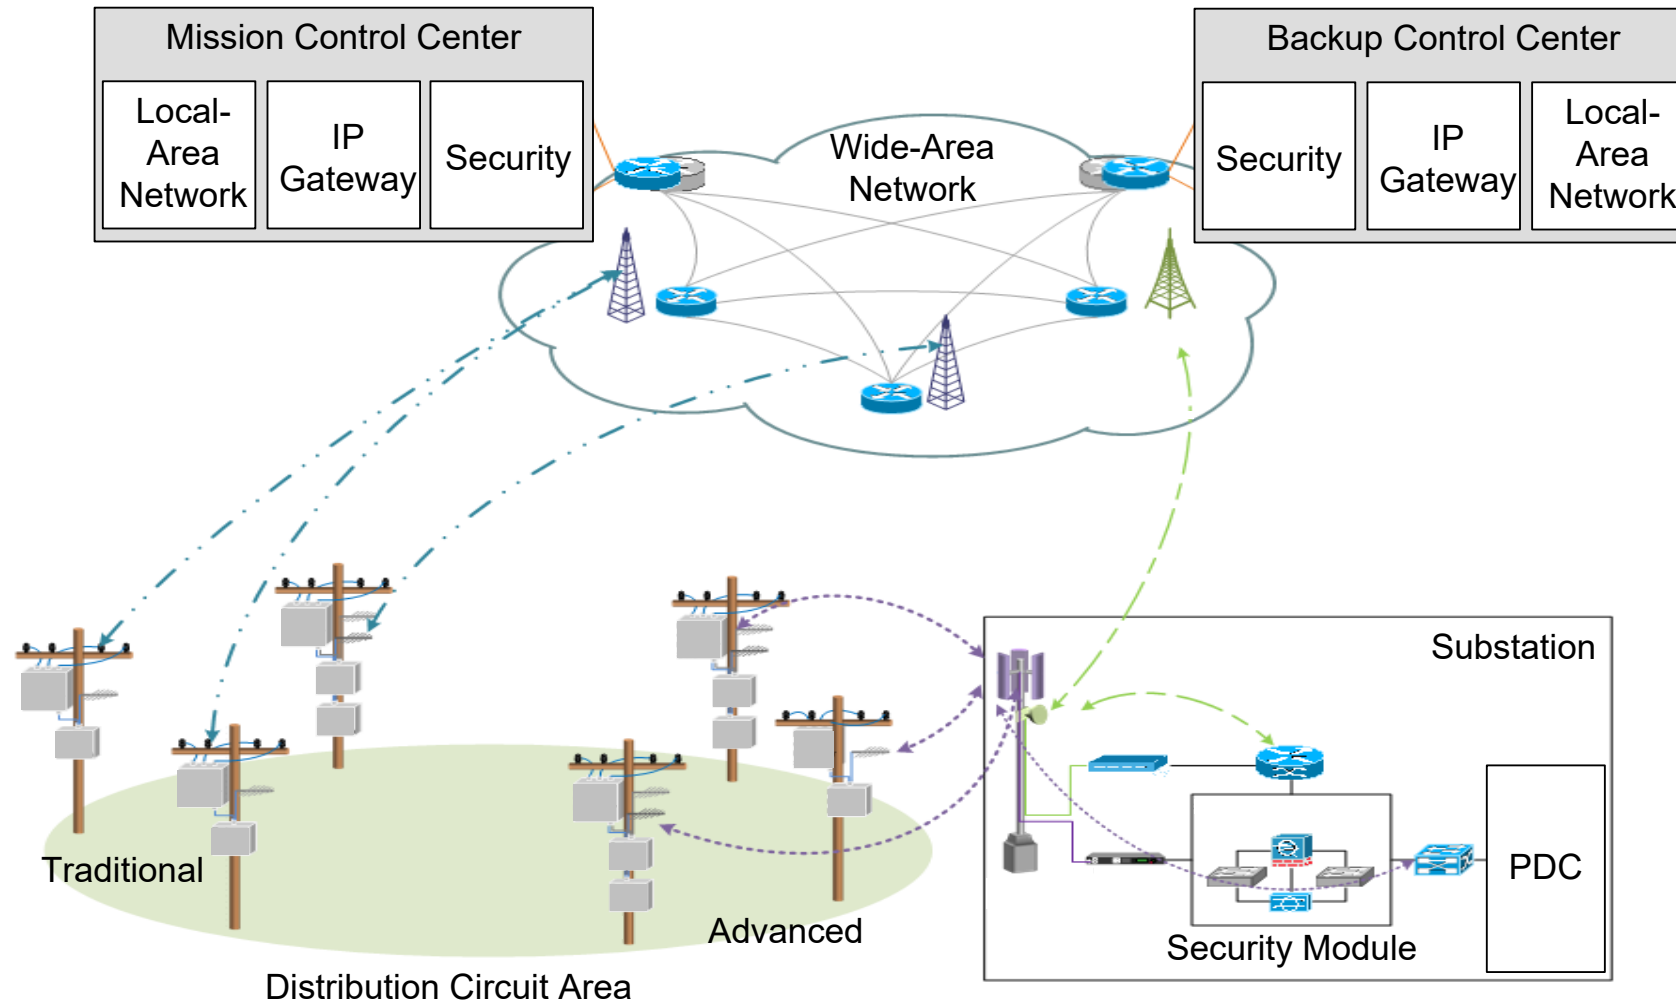 Mission Control Center
Local-
Area
Network
IP
Gateway
Security
Wide-Area
Network
Backup Control Center
Security
IP
Gateway
Local-
Area
Network
Substation
PDC
Security Module
Traditional
Advanced
Distribution Circuit Area